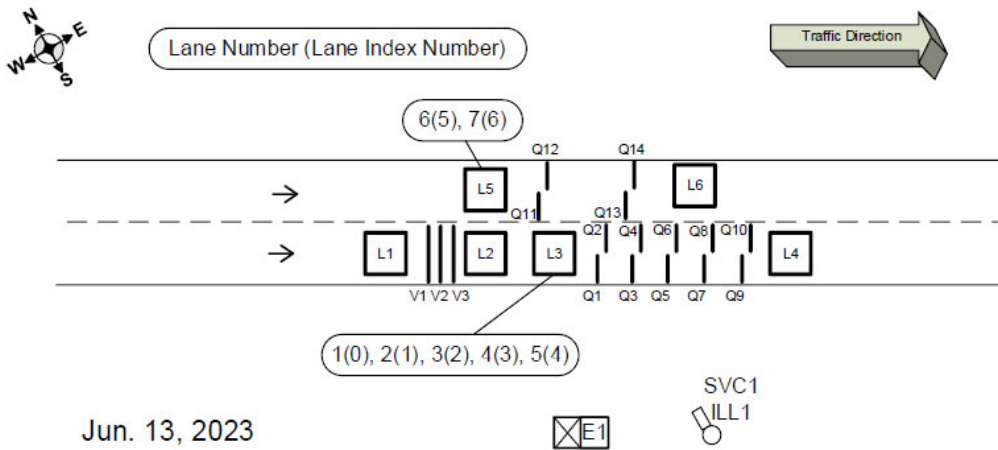 N
E
W
S
Lane Number (Lane Index Number)
Traffic Direction
6(5), 7(6)
Q12
Q14
L5
L6
Q11
Q13
Q2
Q4
Q6
Q8
Q10
L1
L2
L3
L4
V1
V2
V3
Q1
Q3
Q5
Q7
Q9
1(0), 2(1), 3(2), 4(3), 5(4)
SVC1
ILL1
Jun. 13, 2023
E1